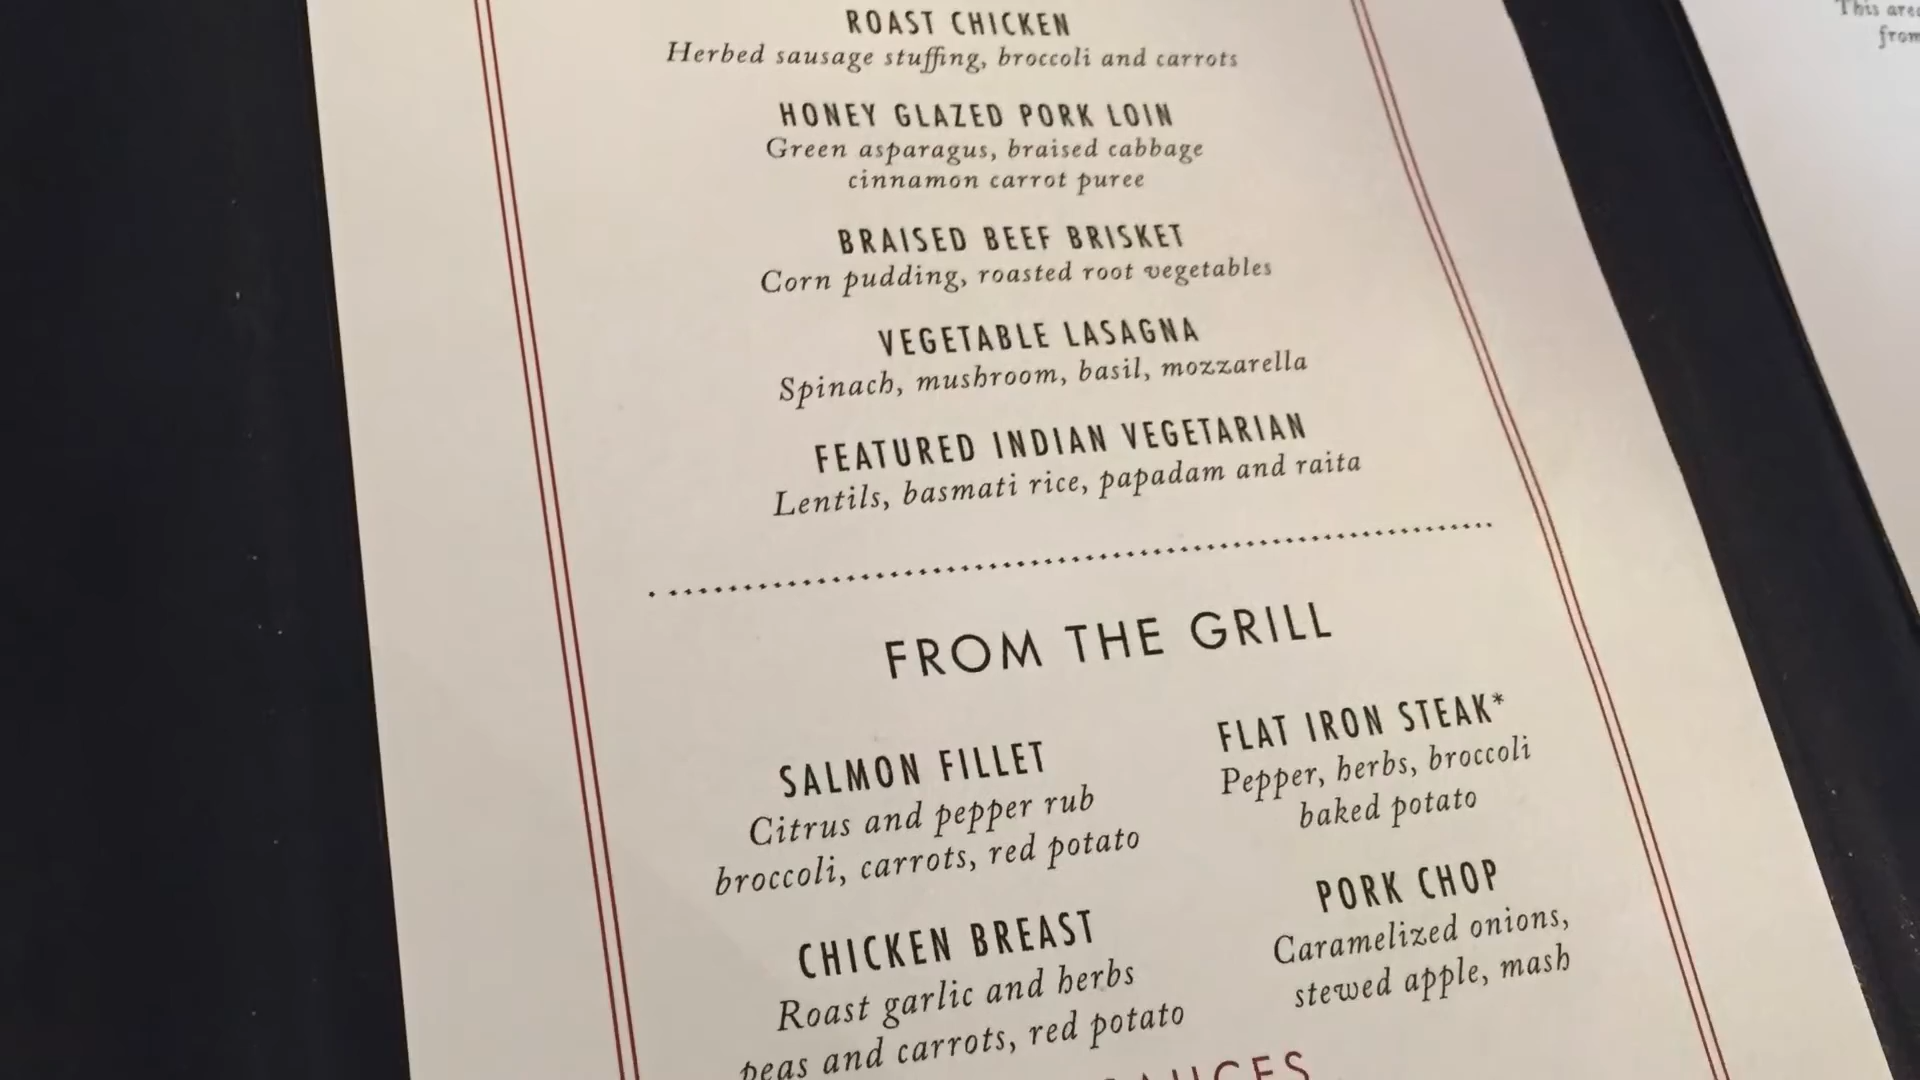 ROAST CHICKEN
Herbed sausage stuffing, broccoli and carrots
HONEY GLAZED PORK LOIN
Green asparagus, braised cabbage
cinnamon carrot puree
BRAISED BEEF BRISKET
Corn pudding, roasted root vegetables
VEGETABLE LASAGNA
Spinach, mushroom, basil, mozzarella
FEATURED INDIAN VEGETARIAN
Lentils, basmati rice, papadam and raita
FROM THE GRILL
SALMON FILLET
Citrus and pepper rub
broccoli, carrots, red potato
FLAT IRON STEAK*
Pepper, herbs, broccoli
baked potato
CHICKEN BREAST
Roast garlic and herbs
peas and carrots, red potato
PORK CHOP
Caramelized onions,
stewed apple, mash
This
from